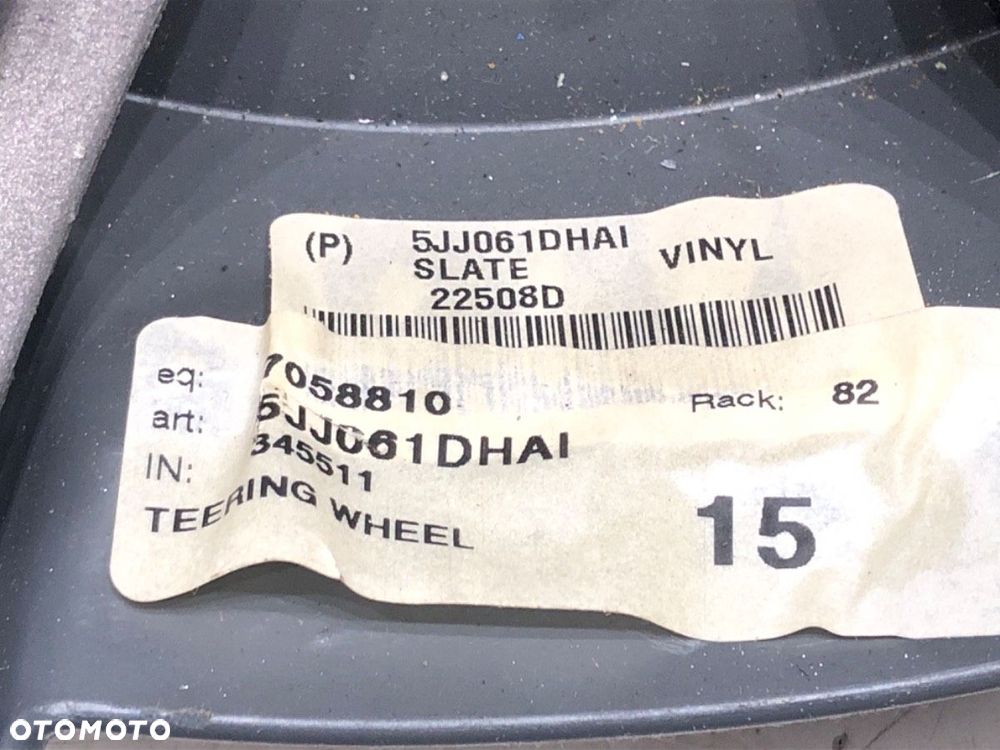 (P) 5JJ061DHAI VINYL
SLATE
22508D
eq: 7058810
art: 5JJ061DHAI
Rack: 82
IN: 345511
TEERING WHEEL
15
OTOMOTO